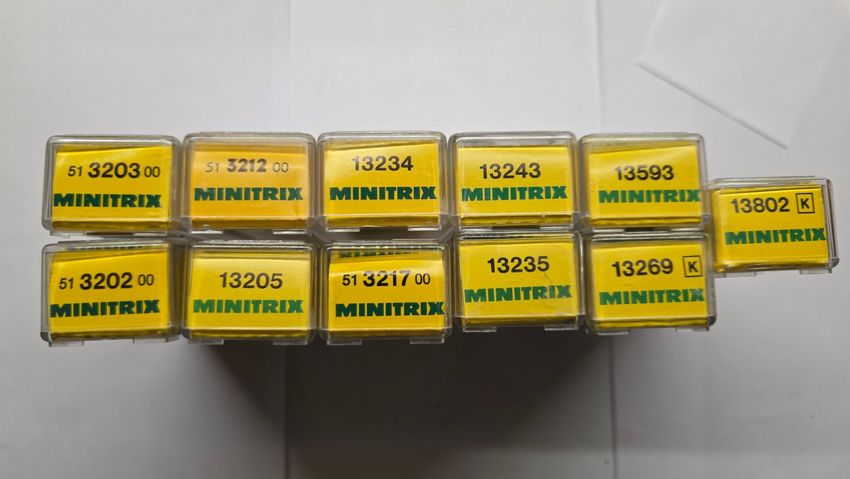 51 3203 00
MINITRIX
51 3212 00
MINITRIX
13234
MINITRIX
13243
MINITRIX
13593
MINITRIX
13802 K
MINITRIX
51 3202 00
MINITRIX
13205
MINITRIX
51 3217 00
MINITRIX
13235
MINITRIX
13269 K
MINITRIX